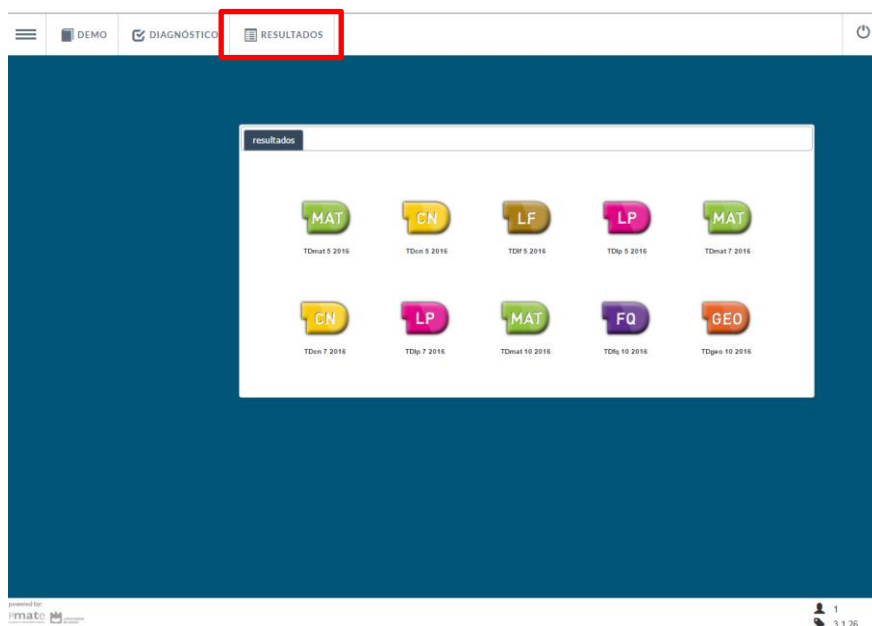 DEMO DIAGNÓSTICO RESULTADOS
resultados
MAT CN LF LP MAT
TDmat 5 2016 TDcn 5 2016 TDlf 5 2016 TDlp 5 2016 TDmat 7 2016
CN LP MAT FQ GEO
TDcn 7 2016 TDlp 7 2016 TDmat 10 2016 TDfq 10 2016 TDgeo 10 2016
powered by:
pmate
1
3.1.26